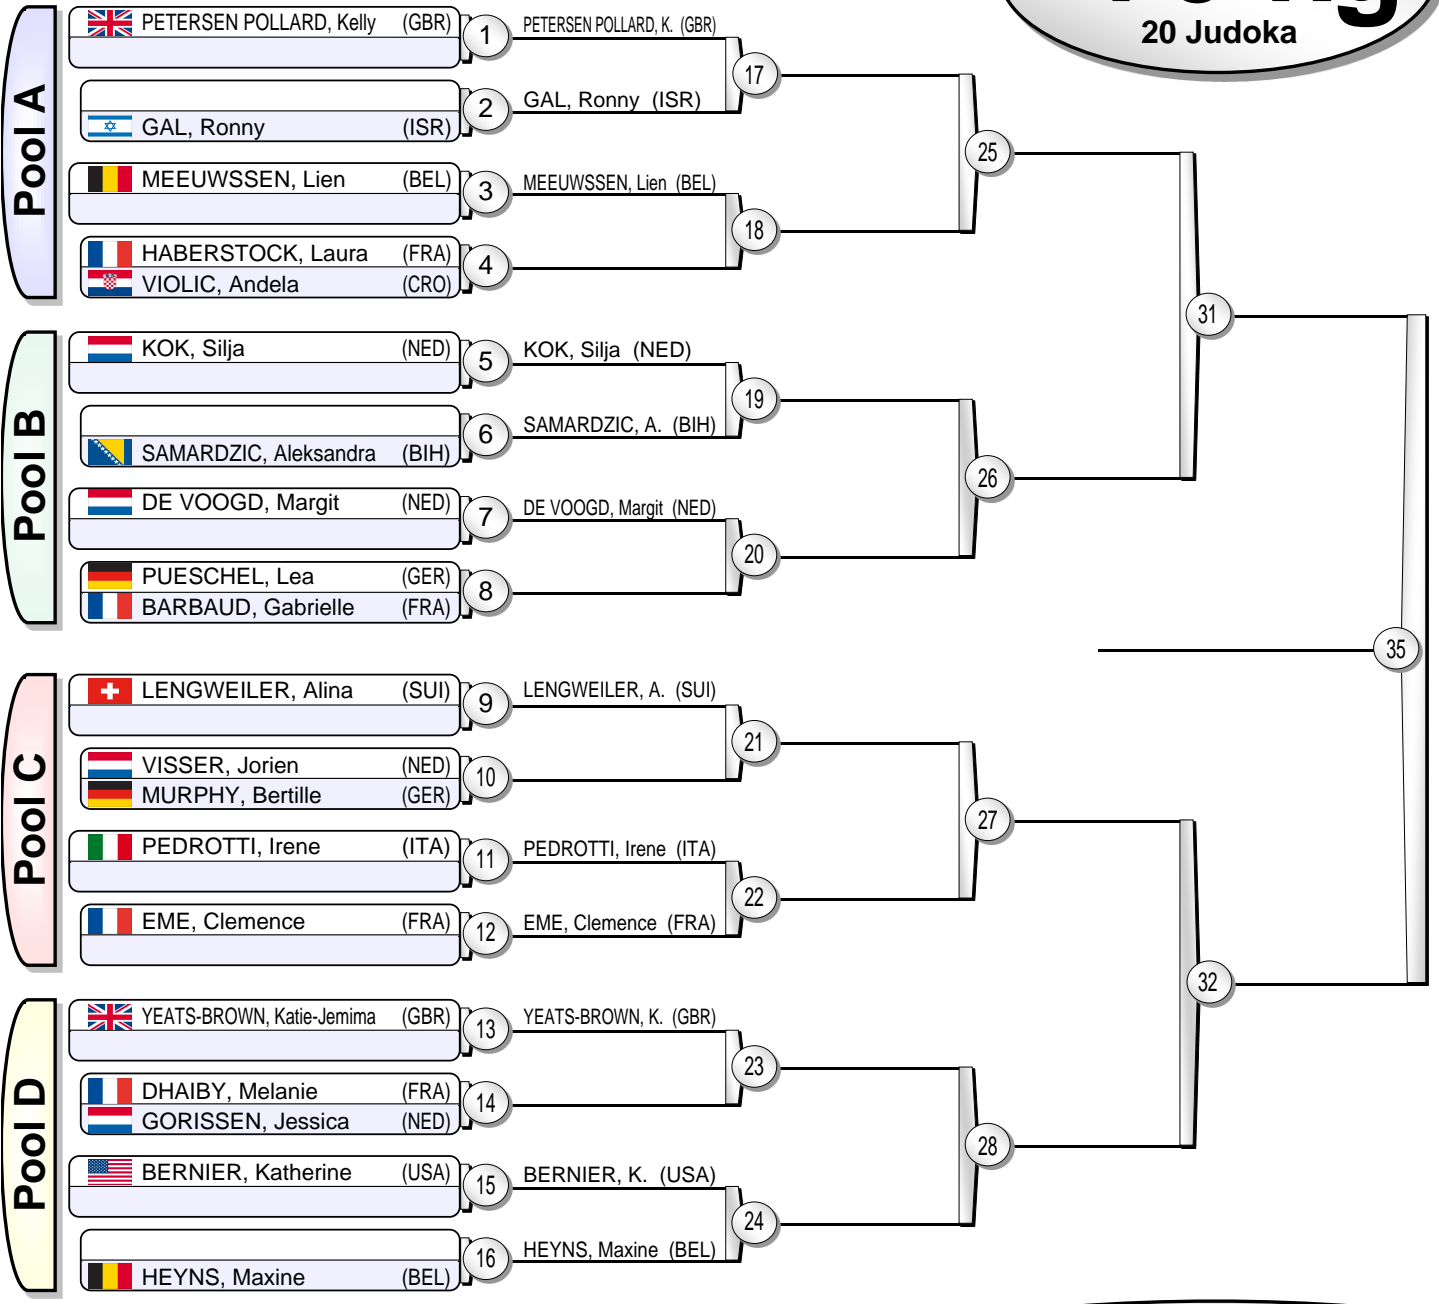 20 Judoka
Pool A
PETERSEN POLLARD, Kelly (GBR) 1 PETERSEN POLLARD, K. (GBR)
17
2 GAL, Ronny (ISR)
GAL, Ronny (ISR)
25
MEEUWSSEN, Lien (BEL) 3 MEEUWSSEN, Lien (BEL)
18
HABERSTOCK, Laura (FRA) 4
VIOLIC, Andela (CRO)
31
Pool B
KOK, Silja (NED) 5 KOK, Silja (NED)
19
6 SAMARDZIC, A. (BIH)
SAMARDZIC, Aleksandra (BIH)
26
DE VOOGD, Margit (NED) 7 DE VOOGD, Margit (NED)
20
PUESCHEL, Lea (GER) 8
BARBAUD, Gabrielle (FRA)
35
Pool C
LENGWEILER, Alina (SUI) 9 LENGWEILER, A. (SUI)
21
VISSER, Jorien (NED) 10
MURPHY, Bertille (GER)
27
PEDROTTI, Irene (ITA) 11 PEDROTTI, Irene (ITA)
22
EME, Clemence (FRA) 12 EME, Clemence (FRA)
32
Pool D
YEATS-BROWN, Katie-Jemima (GBR) 13 YEATS-BROWN, K. (GBR)
23
DHAIBY, Melanie (FRA) 14
GORISSEN, Jessica (NED)
28
BERNIER, Katherine (USA) 15 BERNIER, K. (USA)
24
16 HEYNS, Maxine (BEL)
HEYNS, Maxine (BEL)